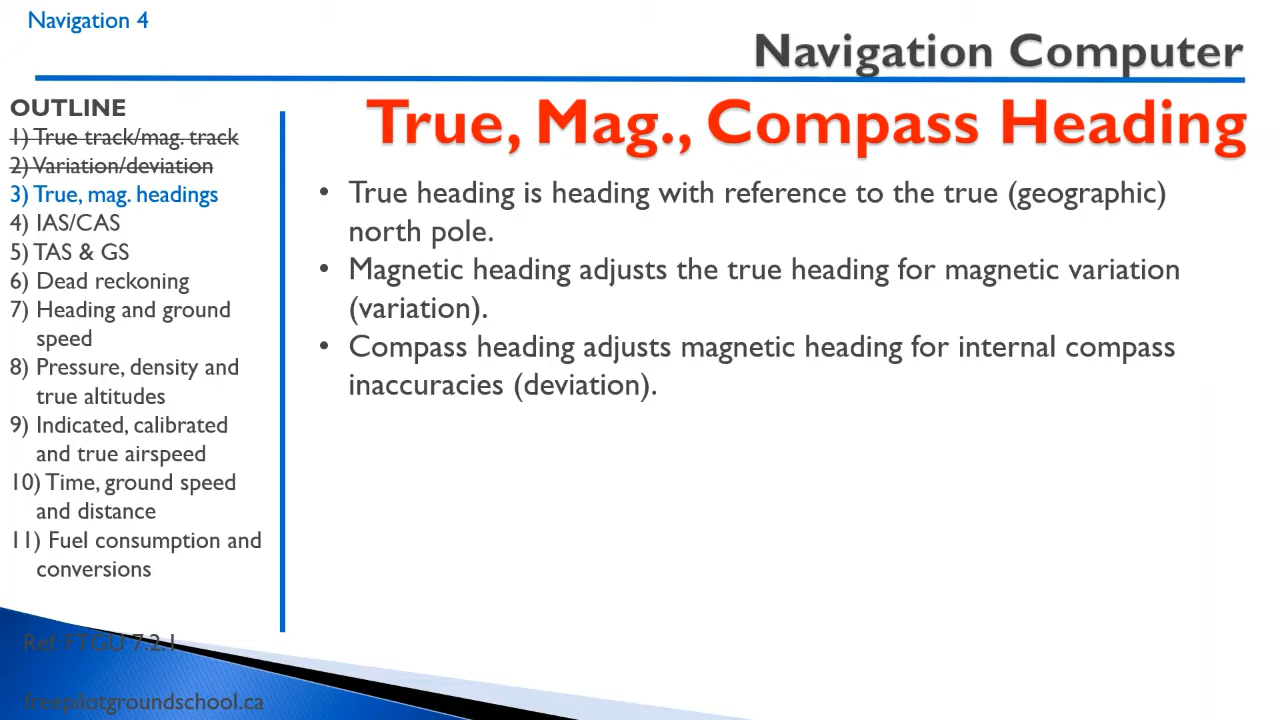 Navigation 4
Navigation Computer
OUTLINE
1) True track/mag. track
2) Variation/deviation
3) True, mag. headings
4) IAS/CAS
5) TAS & GS
6) Dead reckoning
7) Heading and ground
speed
8) Pressure, density and
true altitudes
9) Indicated, calibrated
and true airspeed
10) Time, ground speed
and distance
11) Fuel consumption and
conversions
Ref: FTGU 7.2.1
freepilotgroundschool.ca
True, Mag., Compass Heading
• True heading is heading with reference to the true (geographic)
north pole.
• Magnetic heading adjusts the true heading for magnetic variation
(variation).
• Compass heading adjusts magnetic heading for internal compass
inaccuracies (deviation).